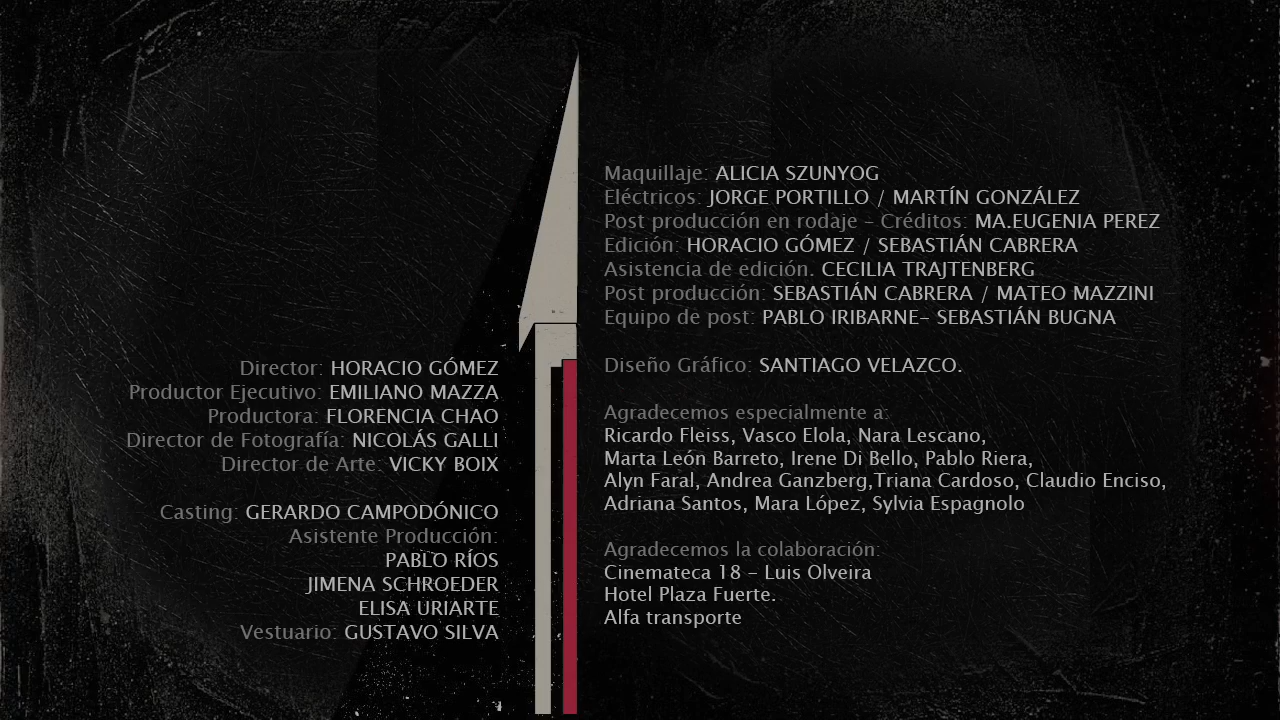 Director: HORACIO GÓMEZ
Productor Ejecutivo: EMILIANO MAZZA
Productora: FLORENCIA CHAO
Director de Fotografía: NICOLÁS GALLI
Director de Arte: VICKY BOIX
Casting: GERARDO CAMPODÓNICO
Asistente Producción:
PABLO RÍOS
JIMENA SCHROEDER
ELISA URIARTE
Vestuario: GUSTAVO SILVA
Maquillaje: ALICIA SZUNYOG
Eléctricos: JORGE PORTILLO / MARTÍN GONZÁLEZ
Post producción en rodaje – Créditos: MA.EUGENIA PEREZ
Edición: HORACIO GÓMEZ / SEBASTIÁN CABRERA
Asistencia de edición. CECILIA TRAJTENBERG
Post producción: SEBASTIÁN CABRERA / MATEO MAZZINI
Equipo de post: PABLO IRIBARNE– SEBASTIÁN BUGNA
Diseño Gráfico: SANTIAGO VELAZCO.
Agradecemos especialmente a:
Ricardo Fleiss, Vasco Elola, Nara Lescano,
Marta León Barreto, Irene Di Bello, Pablo Riera,
Alyn Faral, Andrea Ganzberg,Triana Cardoso, Claudio Enciso,
Adriana Santos, Mara López, Sylvia Espagnolo
Agradecemos la colaboración:
Cinemateca 18 – Luis Olveira
Hotel Plaza Fuerte.
Alfa transporte